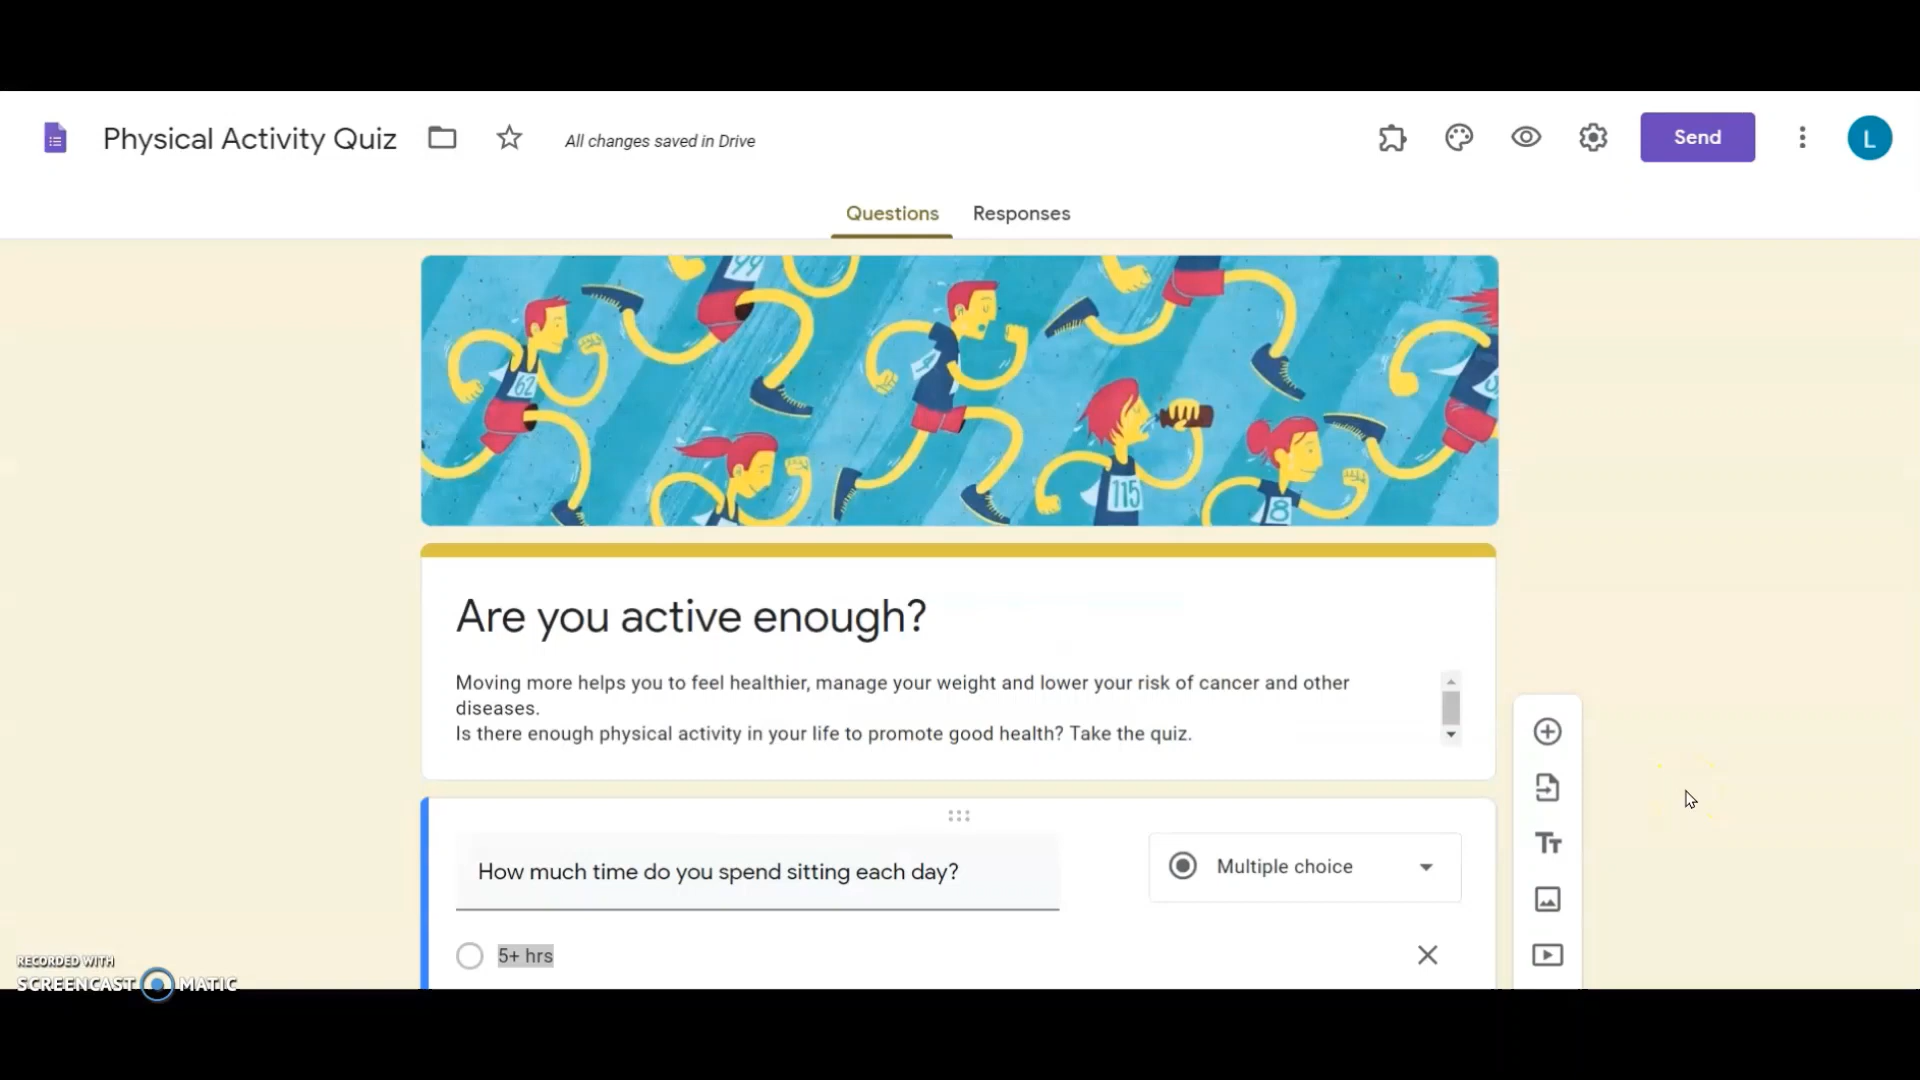 Physical Activity Quiz
All changes saved in Drive
Send
L
Questions
Responses
99
62
4
115
8
Are you active enough?
Moving more helps you to feel healthier, manage your weight and lower your risk of cancer and other
diseases.
Is there enough physical activity in your life to promote good health? Take the quiz.
How much time do you spend sitting each day?
Multiple choice
Tт
5+ hrs
RECORDED WITH
SCREENCAST MATIC